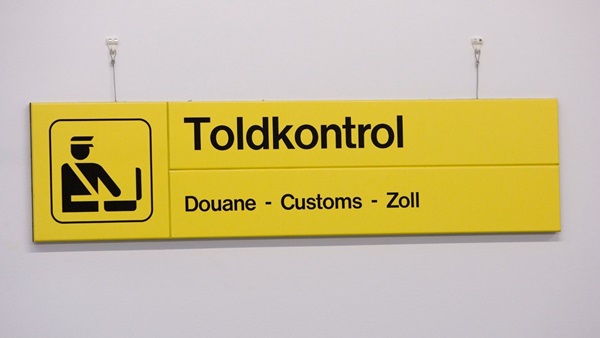 Toldkontrol
Douane - Customs - Zoll